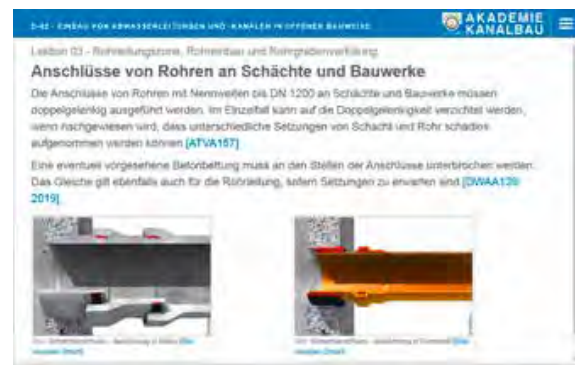 D-02 - EINBAU VON ABWASSERLEITUNGEN UND -KANÄLEN IN OFFENER BAUWEISE
AKADEMIE
KANALBAU
Lektion 03 - Rohrleitungszone, Rohreinbau und Rohrgrabenverfüllung
Anschlüsse von Rohren an Schächte und Bauwerke
Die Anschlüsse von Rohren mit Nennweiten bis DN 1200 an Schächte und Bauwerke müssen
doppelgelenkig ausgeführt werden. Im Einzelfall kann auf die Doppelgelenkigkeit verzichtet werden,
wenn nachgewiesen wird, dass unterschiedliche Setzungen von Schacht und Rohr schadlos
aufgenommen werden können [ATVA157].
Eine eventuell vorgesehene Betonbettung muss an den Stellen der Anschlüsse unterbrochen werden.
Das Gleiche gilt ebenfalls auch für die Rohrleitung, sofern Setzungen zu erwarten sind [DWAA139:
2019].